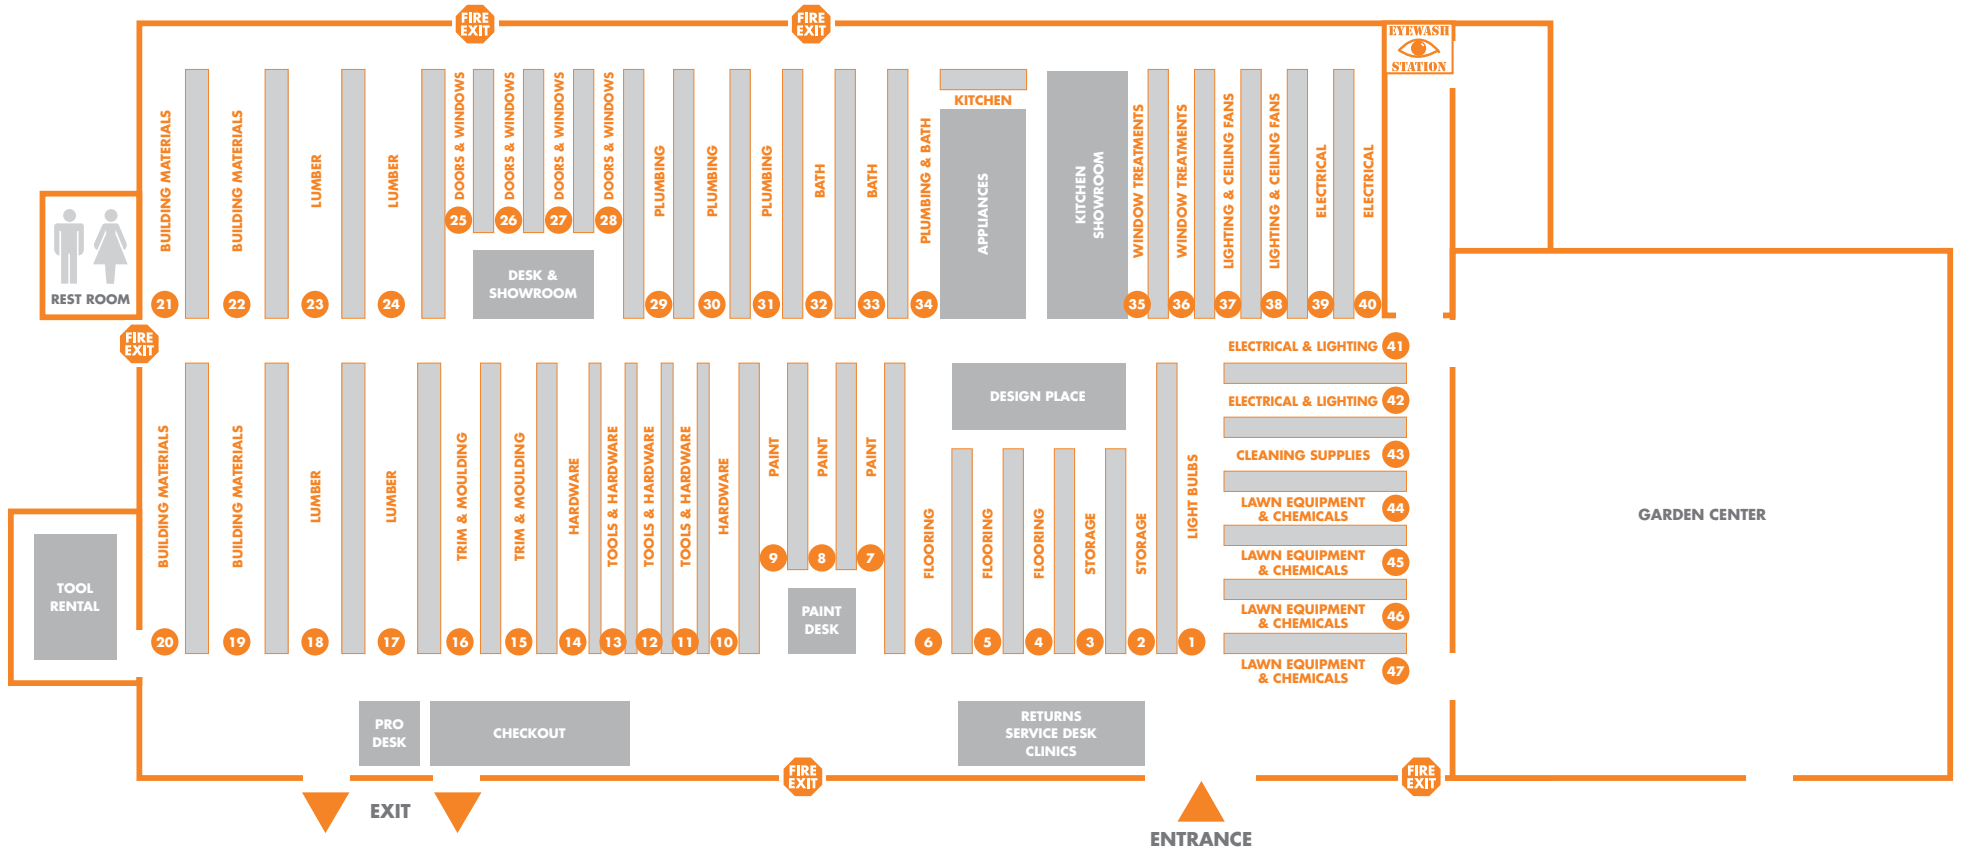 FIRE
EXIT
FIRE
EXIT
EYEWASH
STATION
BUILDING MATERIALS
BUILDING MATERIALS
LUMBER
LUMBER
DOORS & WINDOWS
DOORS & WINDOWS
DOORS & WINDOWS
DOORS & WINDOWS
PLUMBING
PLUMBING
PLUMBING
BATH
BATH
PLUMBING & BATH
KITCHEN
APPLIANCES
KITCHEN
SHOWROOM
WINDOW TREATMENTS
WINDOW TREATMENTS
LIGHTING & CEILING FANS
LIGHTING & CEILING FANS
ELECTRICAL
ELECTRICAL
25
26
27
28
DESK &
SHOWROOM
REST ROOM
21
22
23
24
29
30
31
32
33
34
35
36
37
38
39
40
FIRE
EXIT
ELECTRICAL & LIGHTING 41
ELECTRICAL & LIGHTING 42
CLEANING SUPPLIES 43
LAWN EQUIPMENT
& CHEMICALS
44
LAWN EQUIPMENT
& CHEMICALS
45
LAWN EQUIPMENT
& CHEMICALS
46
LAWN EQUIPMENT
& CHEMICALS
47
DESIGN PLACE
BUILDING MATERIALS
BUILDING MATERIALS
LUMBER
LUMBER
TRIM & MOULDING
TRIM & MOULDING
HARDWARE
TOOLS & HARDWARE
TOOLS & HARDWARE
TOOLS & HARDWARE
HARDWARE
PAINT
PAINT
PAINT
FLOORING
FLOORING
FLOORING
STORAGE
STORAGE
LIGHT BULBS
9
8
7
PAINT
DESK
TOOL
RENTAL
20
19
18
17
16
15
14
13
12
11
10
6
5
4
3
2
1
GARDEN CENTER
PRO
DESK
CHECKOUT
RETURNS
SERVICE DESK
CLINICS
FIRE
EXIT
FIRE
EXIT
EXIT
ENTRANCE